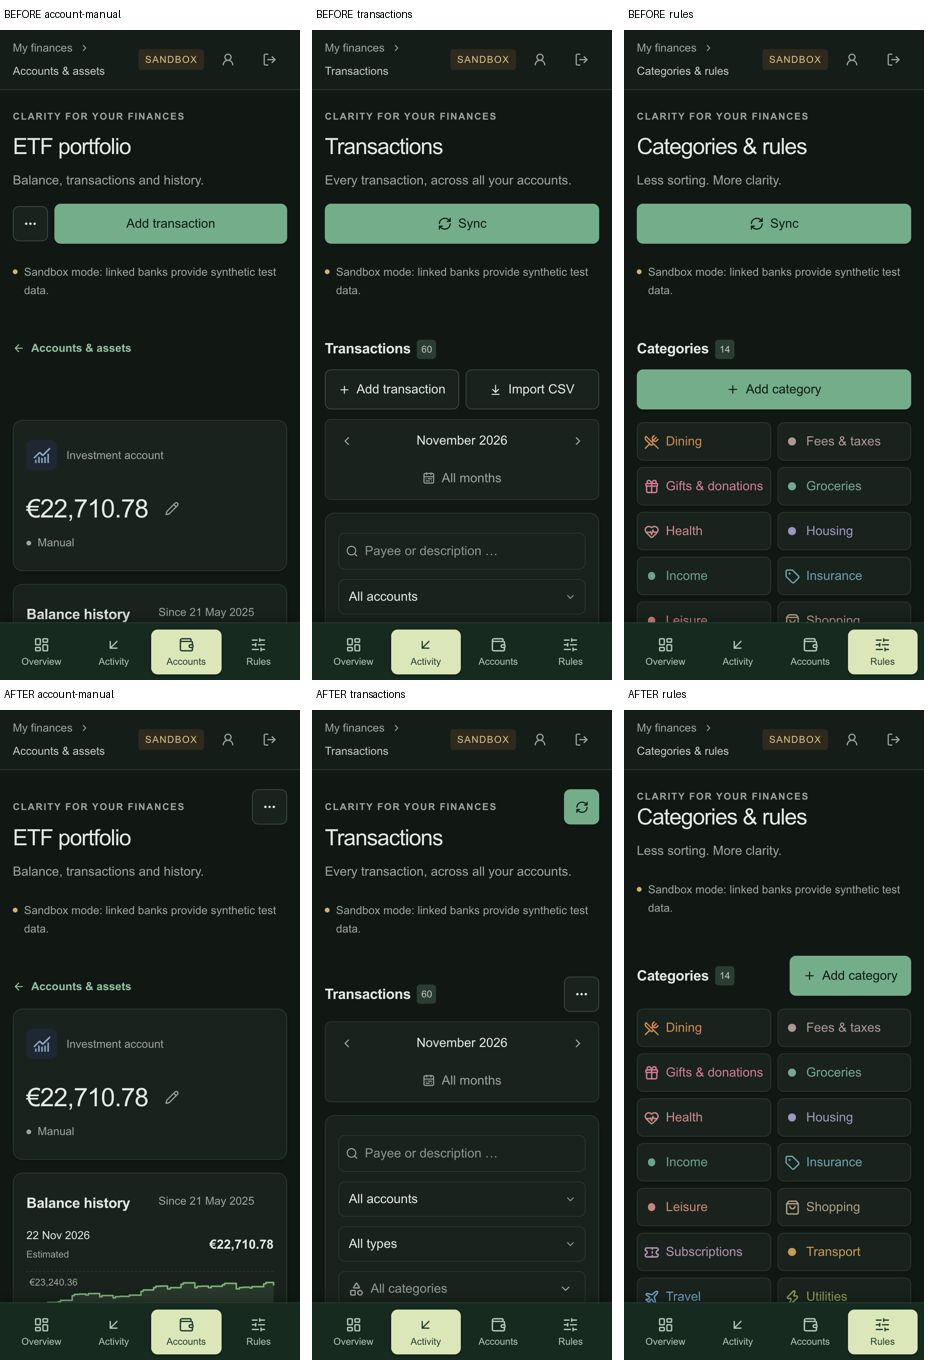 BEFORE account-manual
My finances
Accounts & assets
SANDBOX
CLARITY FOR YOUR FINANCES
ETF portfolio
Balance, transactions and history.
Add transaction
Sandbox mode: linked banks provide synthetic test
data.
Accounts & assets
Investment account
€22,710.78
Manual
Balance history
Since 21 May 2025
Overview
Activity
Accounts
Rules
BEFORE transactions
My finances
Transactions
SANDBOX
CLARITY FOR YOUR FINANCES
Transactions
Every transaction, across all your accounts.
Sync
Sandbox mode: linked banks provide synthetic test
data.
Transactions 60
Add transaction
Import CSV
November 2026
All months
Payee or description …
All accounts
Overview
Activity
Accounts
Rules
BEFORE rules
My finances
Categories & rules
SANDBOX
CLARITY FOR YOUR FINANCES
Categories & rules
Less sorting. More clarity.
Sync
Sandbox mode: linked banks provide synthetic test
data.
Categories 14
Add category
Dining
Fees & taxes
Gifts & donations
Groceries
Health
Housing
Income
Insurance
Leisure
Shopping
Overview
Activity
Accounts
Rules
AFTER account-manual
My finances
Accounts & assets
SANDBOX
CLARITY FOR YOUR FINANCES
ETF portfolio
Balance, transactions and history.
Sandbox mode: linked banks provide synthetic test
data.
Accounts & assets
Investment account
€22,710.78
Manual
Balance history
Since 21 May 2025
22 Nov 2026
Estimated
€22,710.78
€23,240.36
Overview
Activity
Accounts
Rules
AFTER transactions
My finances
Transactions
SANDBOX
CLARITY FOR YOUR FINANCES
Transactions
Every transaction, across all your accounts.
Sandbox mode: linked banks provide synthetic test
data.
Transactions 60
November 2026
All months
Payee or description …
All accounts
All types
All categories
Overview
Activity
Accounts
Rules
AFTER rules
My finances
Categories & rules
SANDBOX
CLARITY FOR YOUR FINANCES
Categories & rules
Less sorting. More clarity.
Sandbox mode: linked banks provide synthetic test
data.
Categories 14
Add category
Dining
Fees & taxes
Gifts & donations
Groceries
Health
Housing
Income
Insurance
Leisure
Shopping
Subscriptions
Transport
Travel
Utilities
Overview
Activity
Accounts
Rules